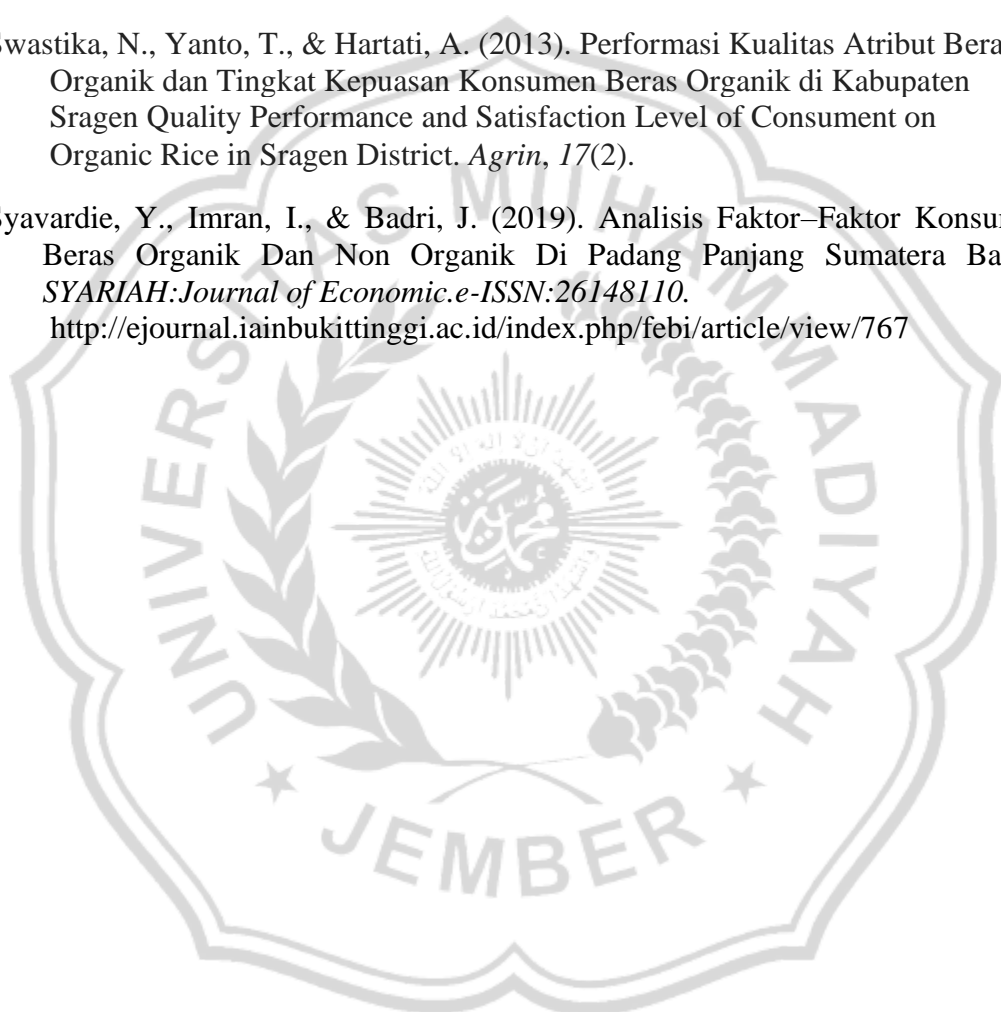 Swastika, N., Yanto, T., & Hartati, A. (2013). Performasi Kualitas Atribut Bera
Organik dan Tingkat Kepuasan Konsumen Beras Organik di Kabupaten
Sragen Quality Performance and Satisfaction Level of Consument on
Organic Rice in Sragen District. Agrin, 17(2).
Syavardie, Y., Imran, I., & Badri, J. (2019). Analisis Faktor–Faktor Konsum
Beras Organik Dan Non Organik Di Padang Panjang Sumatera Ba
SYARIAH:Journal of Economic.e-ISSN:26148110.
http://ejournal.iainbukittinggi.ac.id/index.php/febi/article/view/767
UNIVERSITAS MUHAMMADIYAH
JEMBER